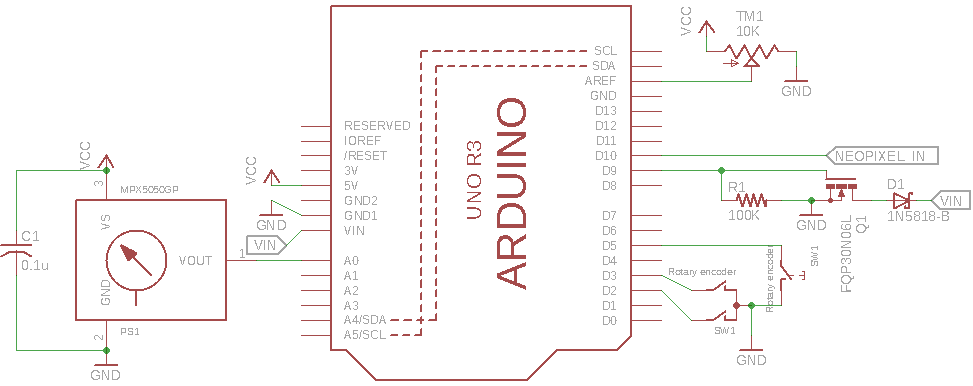 VCC
3
MPX5050GP
VS
C1
0.1u
VOUT
1
GND
2
PS1
GND
VCC
GND
VIN
RESERVED
IOREF
/RESET
3V
5V
GND2
GND1
VIN
A0
A1
A2
A3
A4/SDA
A5/SCL
UNO R3
ARDUINO
SCL
SDA
AREF
GND
D13
D12
D11
D10
D9
D8
D7
D6
D5
D4
D3
D2
D1
D0
VCC
TM1
10K
GND
NEOPIXEL IN
R1
100K
GND
FQP30N06L
Q1
D1
1N5818-B
VIN
Rotary encoder
SW1
Rotary encoder
SW1
GND